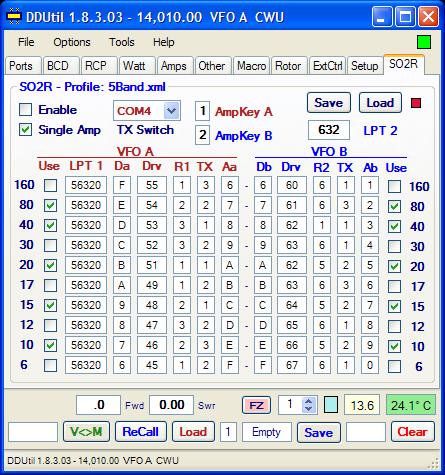 DDUtil 1.8.3.03 - 14,010.00 VFO A CWU
File Options Tools Help
Ports BCD RCP Watt Amps Other Macro Rotor ExtCtrl Setup SO2R
SO2R - Profile: 5Band.xml
Enable COM4 1 AmpKey A Save Load
Single Amp TX Switch 2 AmpKey B 632 LPT 2
VFO A VFO B
Use LPT 1 Da Drv R1 TX Aa Db Drv R2 TX Ab Use
160 56320 F 55 1 3 6 - 6 60 6 1 1 160
80 56320 E 54 1 2 7 - 7 61 6 2 3 80
40 56320 D 53 3 1 8 - 8 62 1 3 2 40
30 56320 C 52 2 3 9 - 9 63 6 1 4 30
20 56320 B 51 1 1 A - A 62 6 2 5 20
17 56320 A 49 1 2 B - B 65 6 3 6 17
15 56320 9 48 2 1 C - C 64 5 2 7 15
12 56320 8 47 3 2 D - D 65 6 1 8 12
10 56320 7 46 2 3 E - E 66 5 2 9 10
6 56320 6 45 1 2 F - F 67 6 1 0 6
.0 Fwd 0.00 Swr FZ 1 13.6 24.1° C
V<>M ReCall Load 1 Empty Save Clear
DDUtil 1.8.3.03 - 14,010.00 VFO A CWU